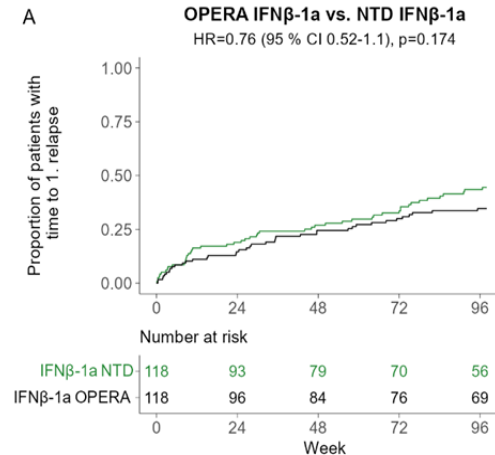 A
OPERA IFNβ-1a vs. NTD IFNβ-1a
HR=0.76 (95 % CI 0.52-1.1), p=0.174
Proportion of patients with
time to 1. relapse
1.00
0.75
0.50
0.25
0.00
0 24 48 72 96
Number at risk
IFNβ-1a NTD 118 93 79 70 56
IFNβ-1a OPERA 118 96 84 76 69
0 24 48 72 96
Week